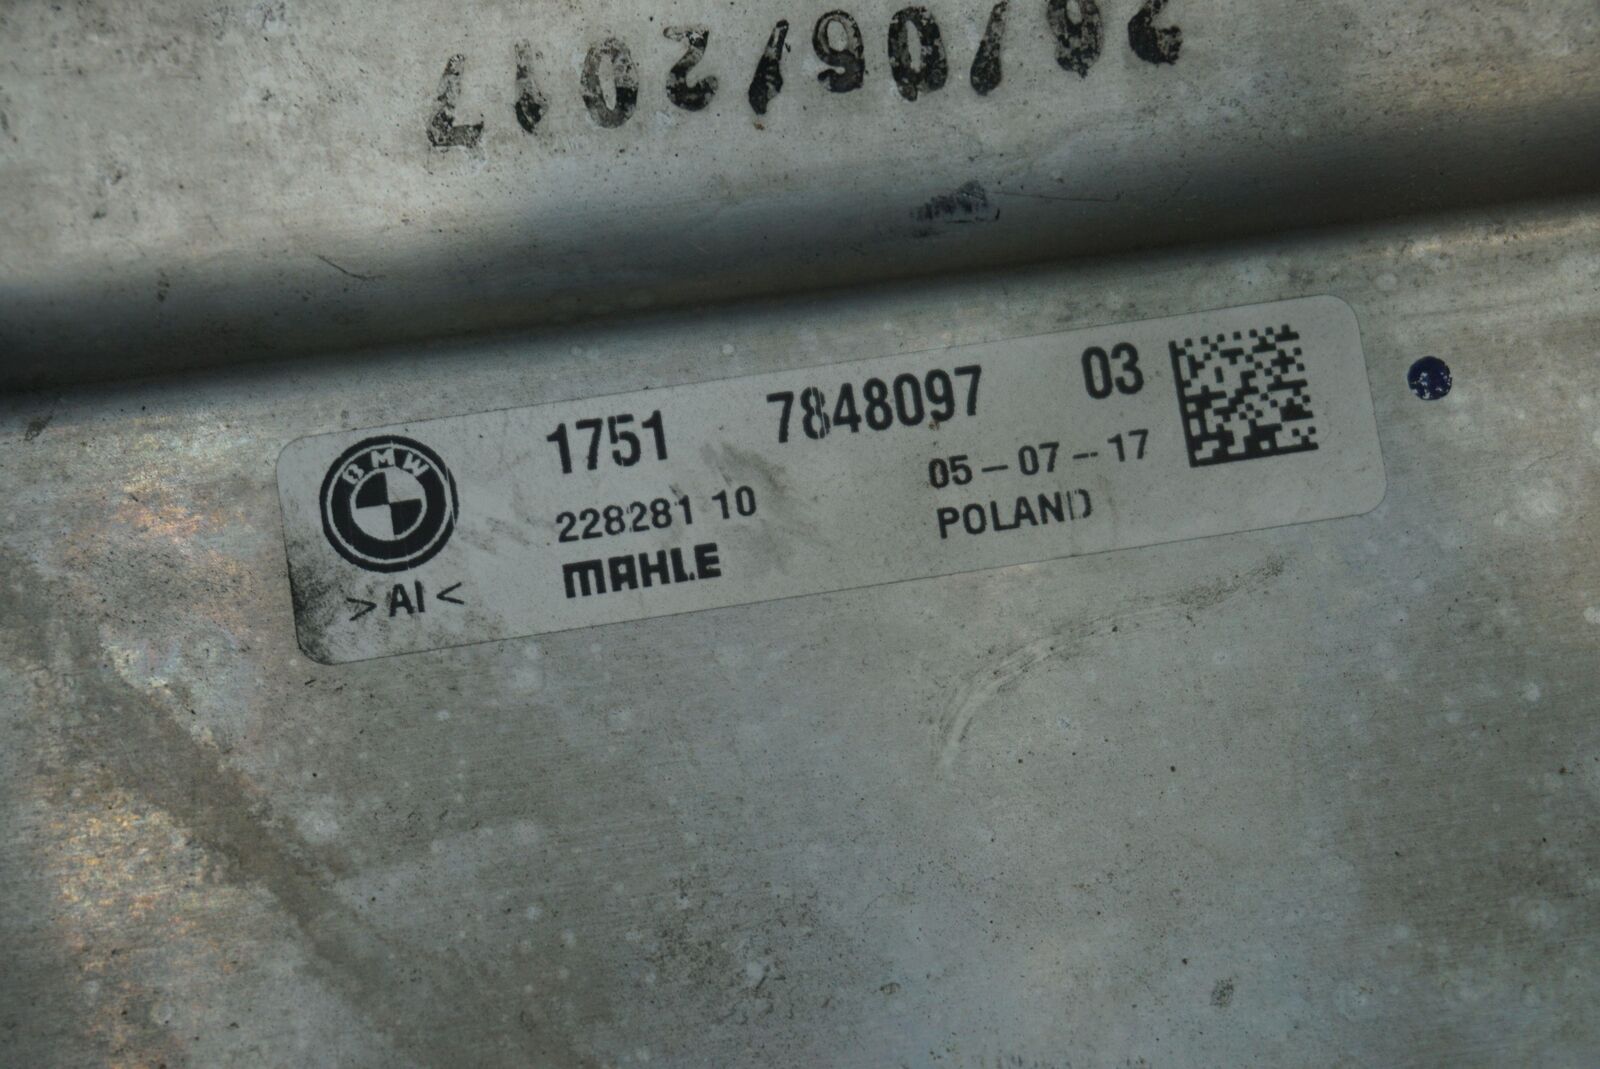 26/06/2017
1751 7848097 03
BMW
228281 10 05-07-17
MAHLE POLAND
>Al<